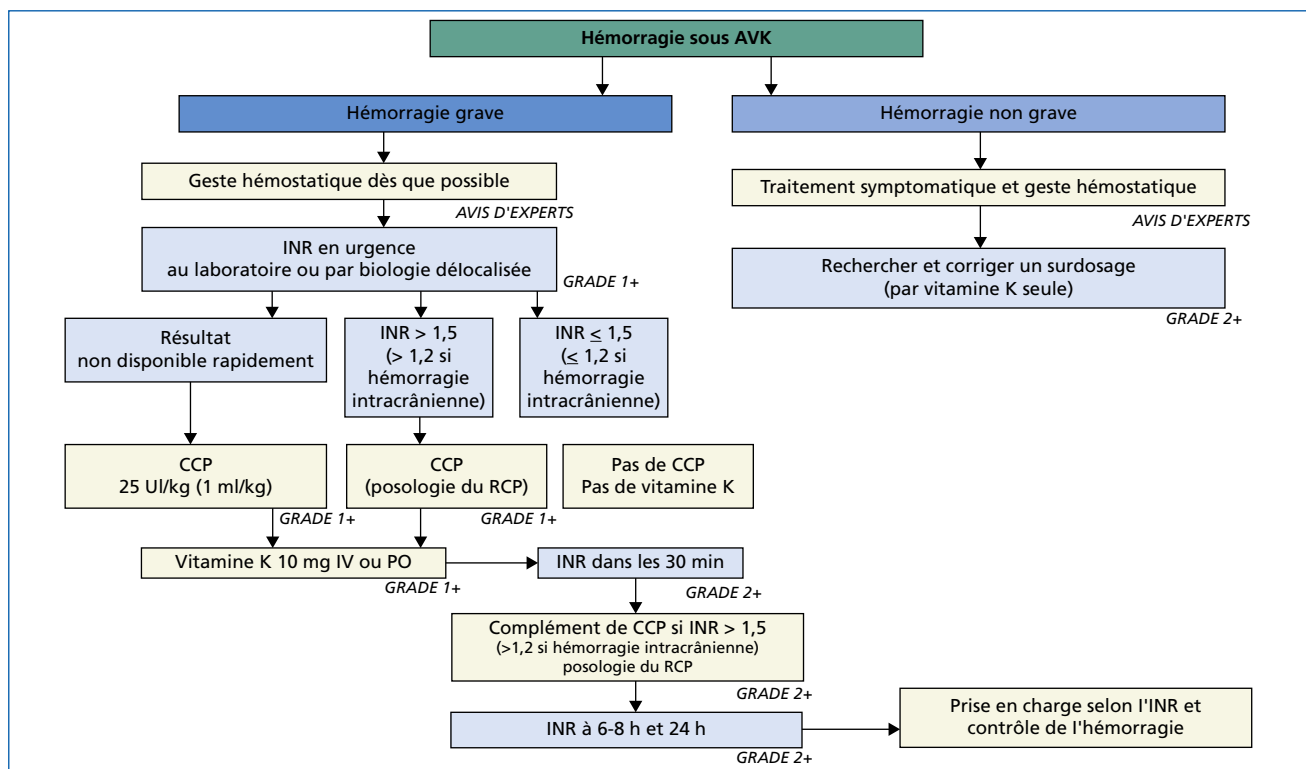 Hémorragie sous AVK
Hémorragie grave
Hémorragie non grave
Geste hémostatique dès que possible
AVIS D'EXPERTS
Traitement symptomatique et geste hémostatique
AVIS D'EXPERTS
INR en urgence
au laboratoire ou par biologie délocalisée
GRADE 1+
Rechercher et corriger un surdosage
(par vitamine K seule)
GRADE 2+
Résultat
non disponible rapidement
INR > 1,5
(> 1,2 si
hémorragie
intracrânienne)
INR ≤ 1,5
(≤ 1,2 si
hémorragie
intracrânienne)
CCP
25 UI/kg (1 ml/kg)
GRADE 1+
CCP
(posologie du RCP)
GRADE 1+
Pas de CCP
Pas de vitamine K
Vitamine K 10 mg IV ou PO
GRADE 1+
INR dans les 30 min
GRADE 2+
Complément de CCP si INR > 1,5
(>1,2 si hémorragie intracrânienne)
posologie du RCP
GRADE 2+
INR à 6-8 h et 24 h
GRADE 2+
Prise en charge selon l'INR et
contrôle de l'hémorragie